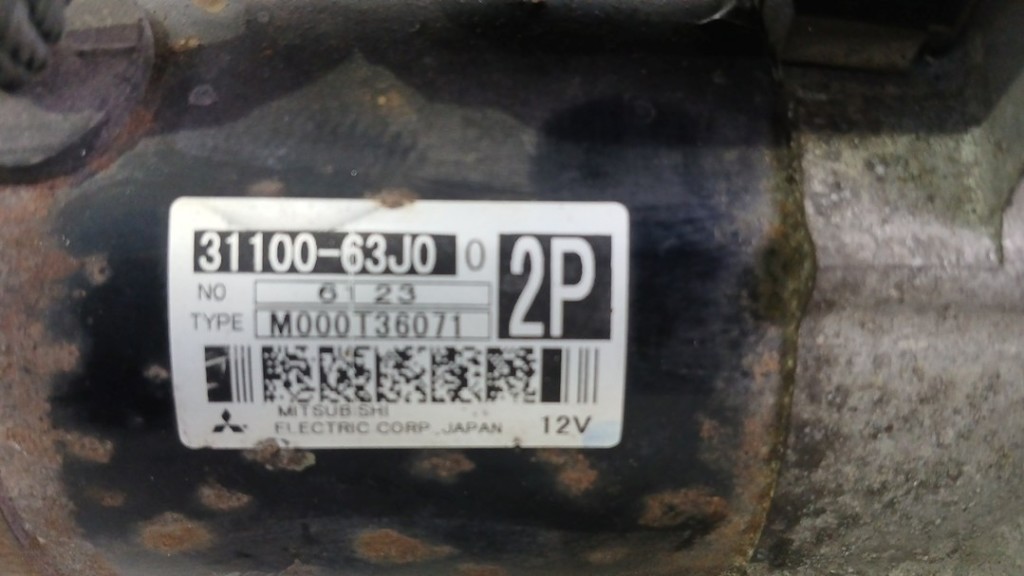 31100-63J0 0
2P
NO 6123
TYPE M000T36071
MITSUBISHI
ELECTRIC CORP. JAPAN 12V